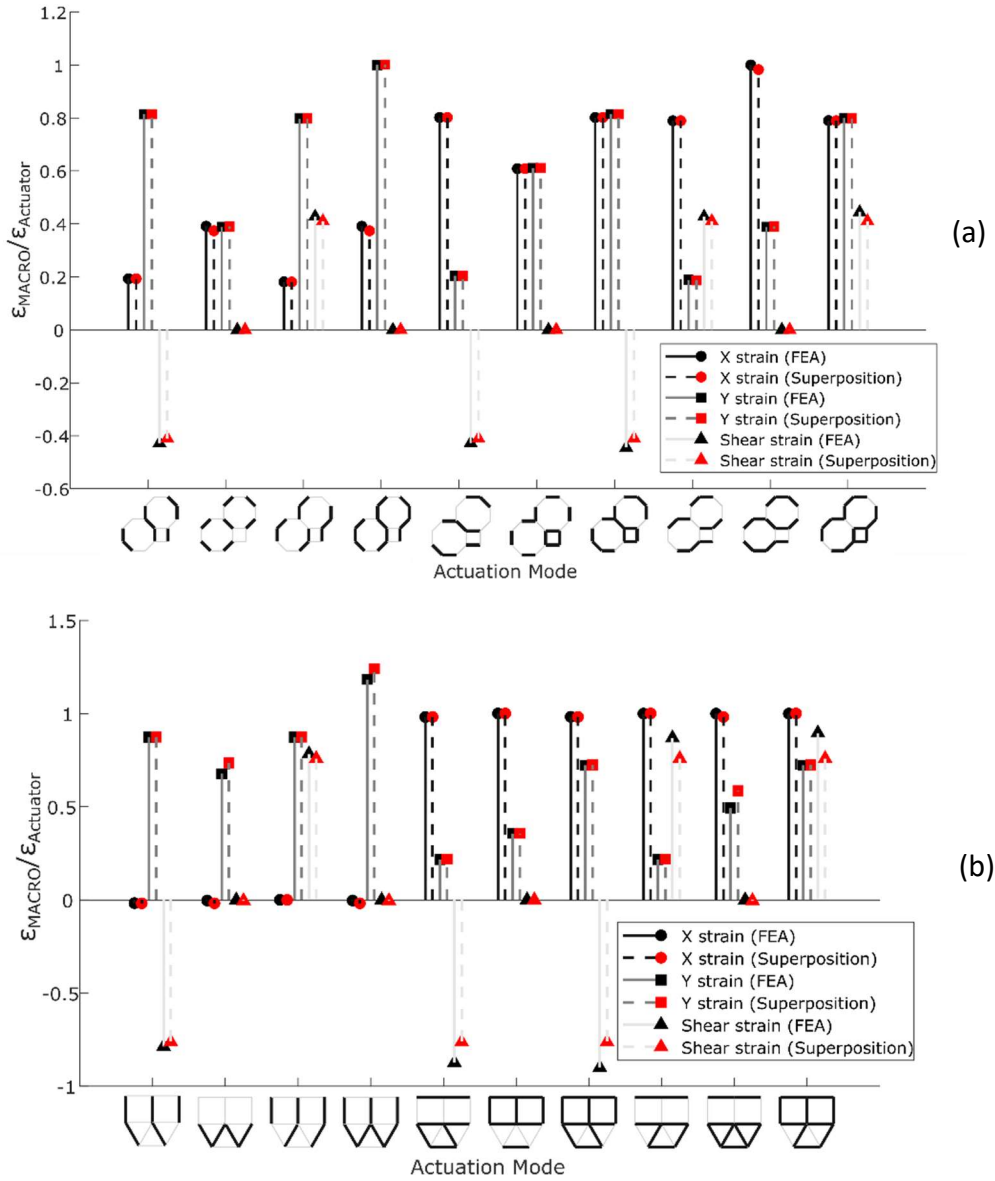 1.2
1
0.8
0.6
0.4
0.2
0
-0.2
-0.4
-0.6
εMACRO/εActuator
(a)
X strain (FEA)
X strain (Superposition)
Y strain (FEA)
Y strain (Superposition)
Shear strain (FEA)
Shear strain (Superposition)
Actuation Mode
1.5
1
0.5
0
-0.5
-1
εMACRO/εActuator
(b)
X strain (FEA)
X strain (Superposition)
Y strain (FEA)
Y strain (Superposition)
Shear strain (FEA)
Shear strain (Superposition)
Actuation Mode